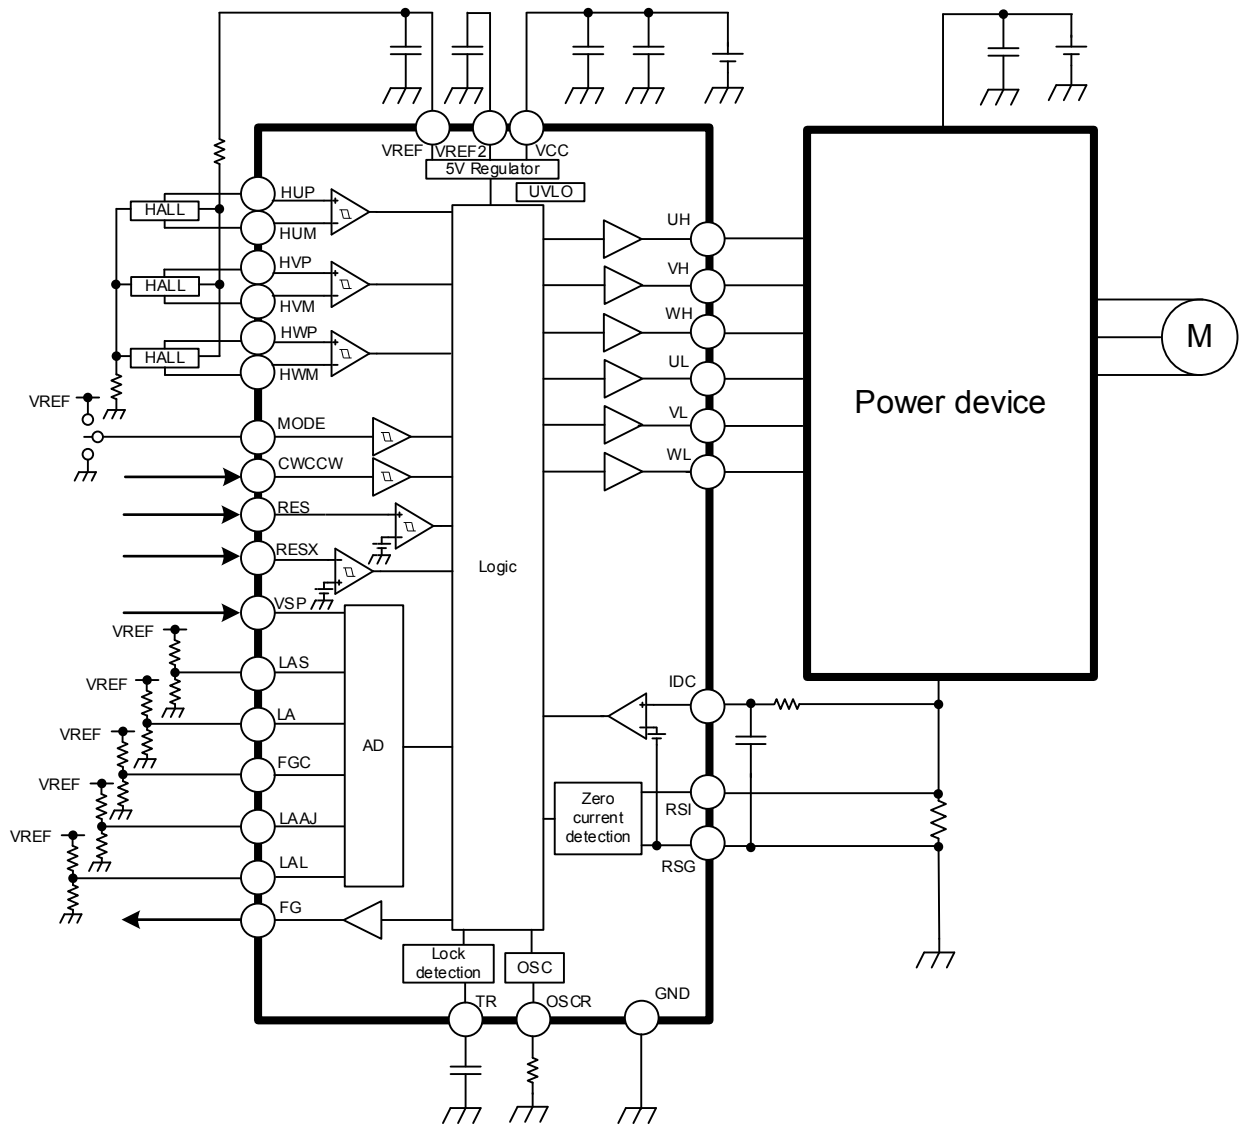 VREF
VREF2
VCC
5V Regulator
UVLO
HALL
HUP
HUM
HALL
HVP
HVM
HALL
HWP
HWM
VREF
MODE
CWCCW
RES
RESX
VSP
VREF
LAS
VREF
LA
VREF
FGC
VREF
LAAJ
VREF
LAL
FG
AD
Logic
UH
VH
WH
UL
VL
WL
Power device
M
IDC
Zero
current
detection
RSI
RSG
Lock
detection
OSC
TR
OSCR
GND